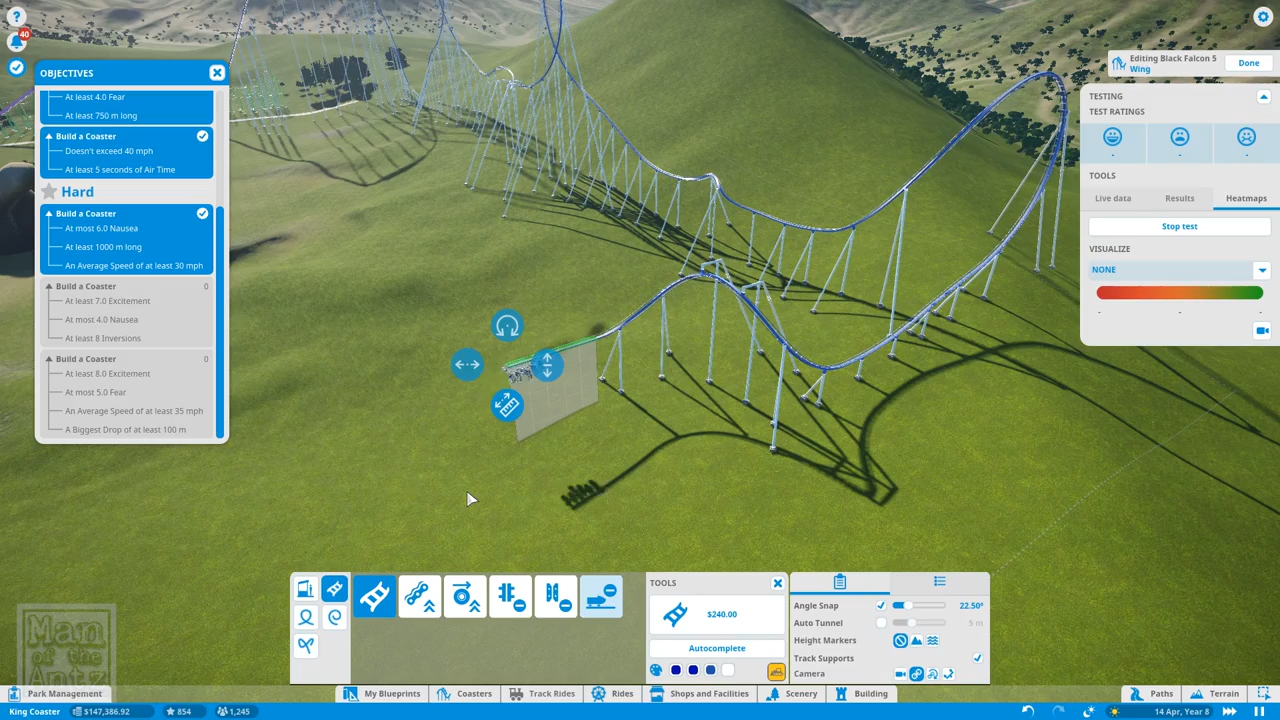 ?
40
OBJECTIVES
At least 4.0 Fear
At least 750 m long
Build a Coaster
Doesn't exceed 40 mph
At least 5 seconds of Air Time
Hard
Build a Coaster
At most 6.0 Nausea
At least 1000 m long
An Average Speed of at least 30 mph
Build a Coaster 0
At least 7.0 Excitement
At most 4.0 Nausea
At least 8 Inversions
Build a Coaster 0
At least 8.0 Excitement
At most 5.0 Fear
An Average Speed of at least 35 mph
A Biggest Drop of at least 100 m
Editing Black Falcon 5
Wing
Done
TESTING
TEST RATINGS
- - -
TOOLS
Live data Results Heatmaps
Stop test
VISUALIZE
NONE
- -
TOOLS
$240.00
Autocomplete
Angle Snap 22.50°
Auto Tunnel 5 m
Height Markers
Track Supports
Camera
Man
of the
Antz
Park Management My Blueprints Coasters Track Rides Rides Shops and Facilities Scenery Building Paths Terrain
King Coaster $147,386.92 854 1,245 14 Apr, Year 8